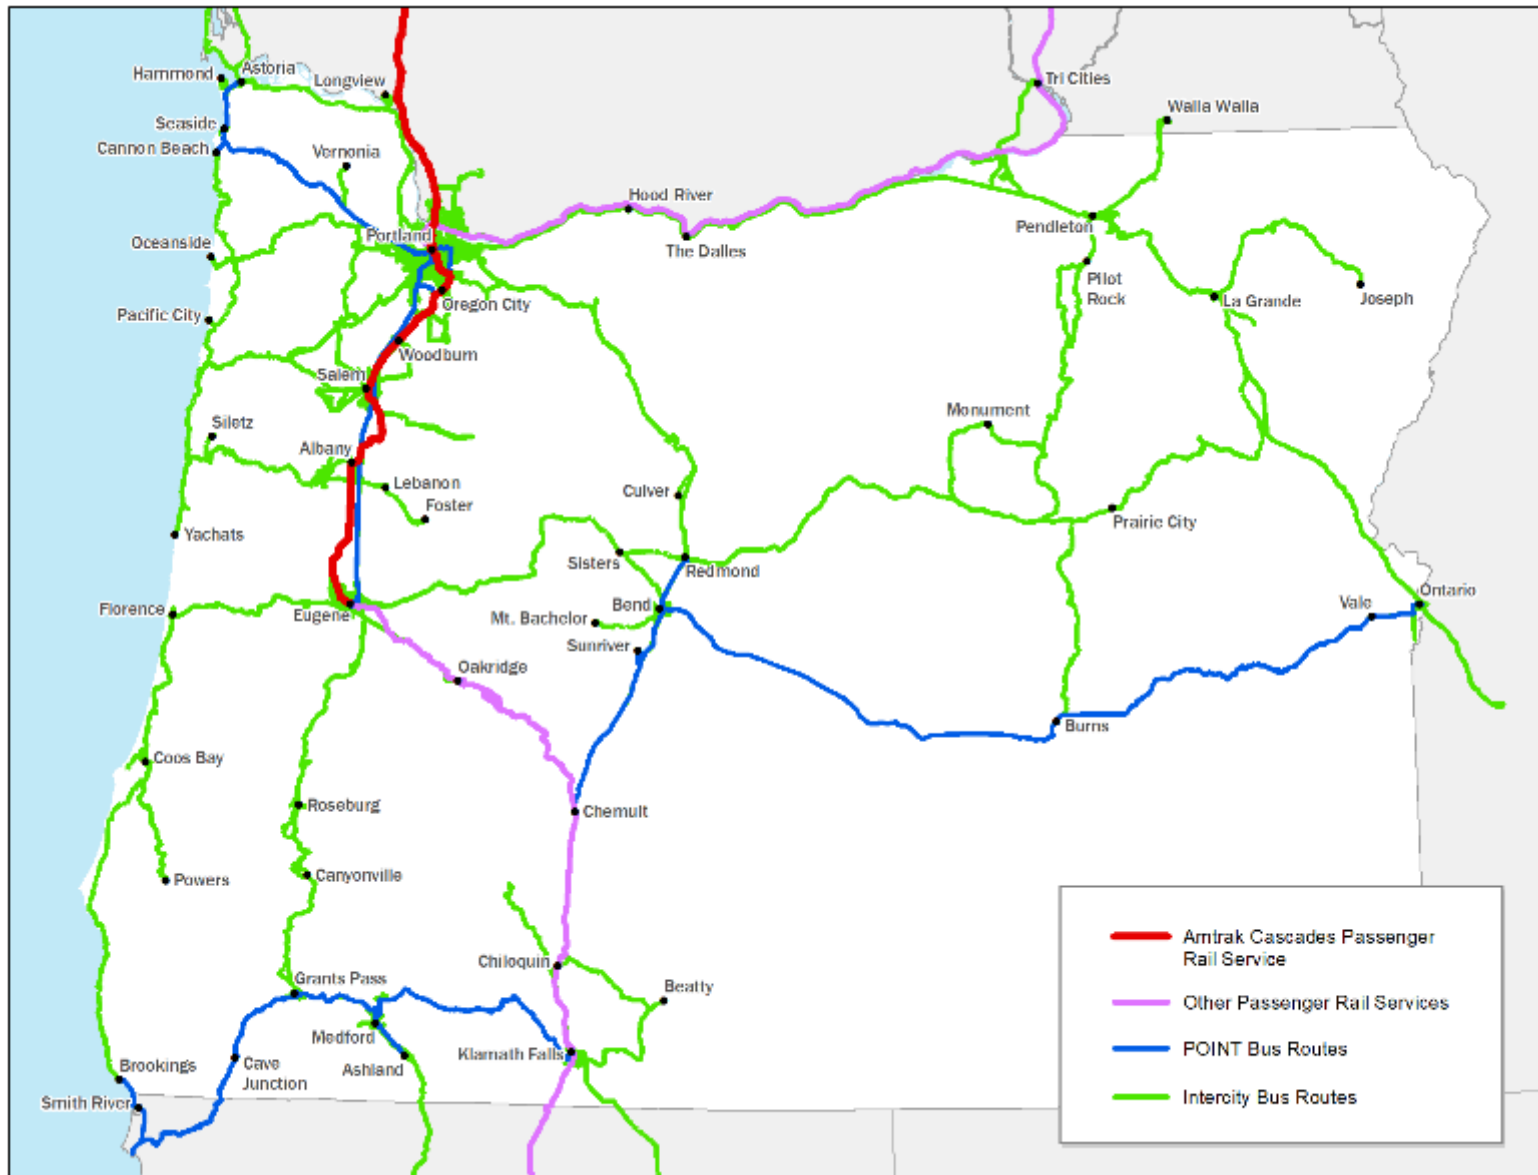 Hammond
Astoria
Longview
Tri Cities
Walla Walla
Seaside
Cannon Beach
Vernonia
Hood River
Portland
Pendleton
Oceanside
The Dalles
Pilot
Rock
La Grande
Joseph
Oregon City
Pacific City
Woodburn
Salem
Monument
Siletz
Albany
Lebanon
Culver
Foster
Prairie City
Yachats
Sisters
Redmond
Ontario
Florence
Eugene
Mt. Bachelor
Bend
Vale
Sunriver
Oakridge
Burns
Coos Bay
Roseburg
Chemult
Canyonville
Powers
Chiloquin
Grants Pass
Beatty
Medford
Klamath Falls
Brookings
Cave
Junction
Ashland
Smith River
Amtrak Cascades Passenger
Rail Service
Other Passenger Rail Services
POINT Bus Routes
Intercity Bus Routes